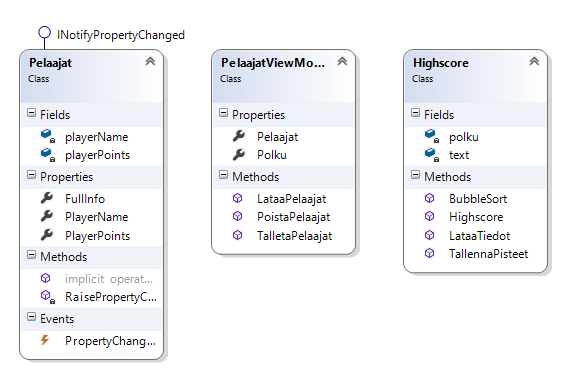 INotifyPropertyChanged
Pelaajat
Class
Fields
playerName
playerPoints
Properties
FullInfo
PlayerName
PlayerPoints
Methods
implicit operat...
RaisePropertyC...
Events
PropertyChang...
PelaajatViewMo...
Class
Properties
Pelaajat
Polku
Methods
LataaPelaajat
PoistaPelaajat
TalletaPelaajat
Highscore
Class
Fields
polku
text
Methods
BubbleSort
Highscore
LataaTiedot
TallennaPisteet